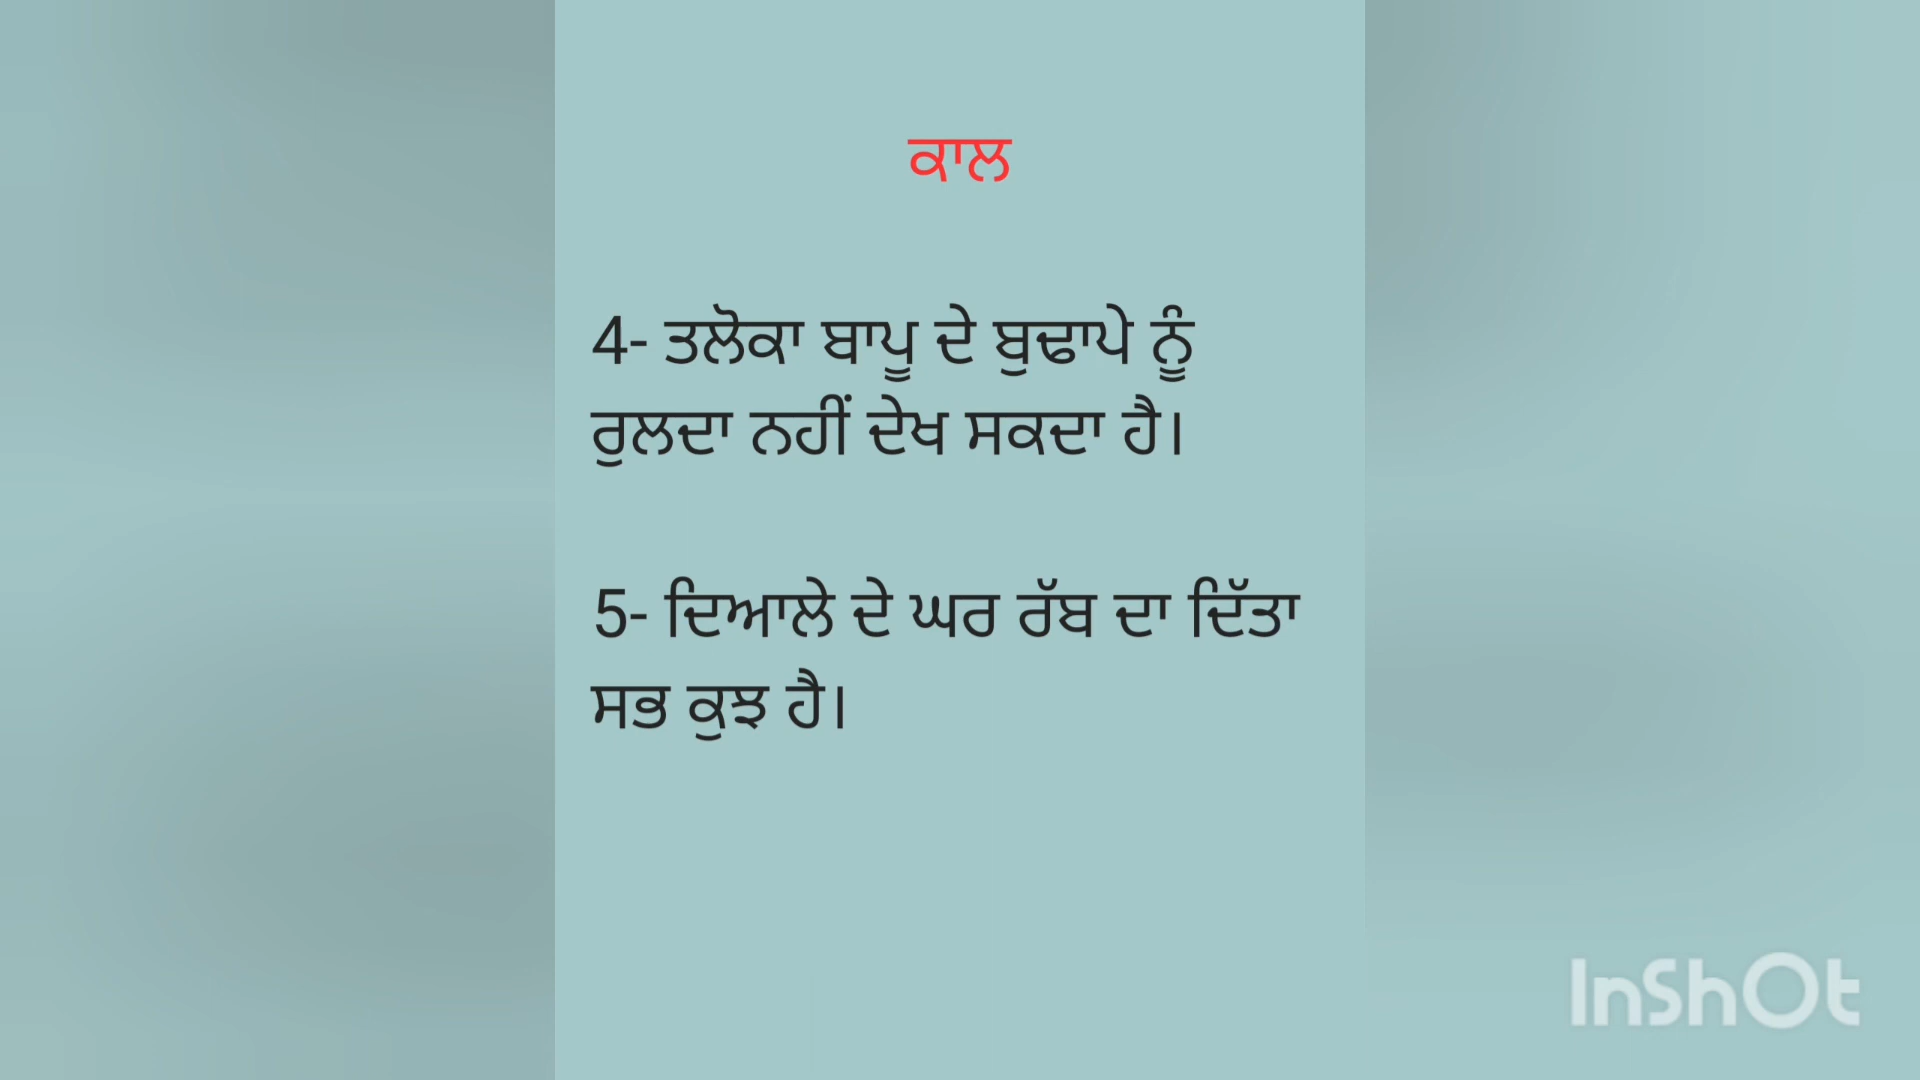 ਕਾਲ
4- ਤਲੋਕਾ ਬਾਪੂ ਦੇ ਬੁਢਾਪੇ ਨੂੰ
ਰੁਲਦਾ ਨਹੀਂ ਦੇਖ ਸਕਦਾ ਹੈ।
5- ਦਿਆਲੇ ਦੇ ਘਰ ਰੱਬ ਦਾ ਦਿੱਤਾ
ਸਭ ਕੁਝ ਹੈ।
InShOt